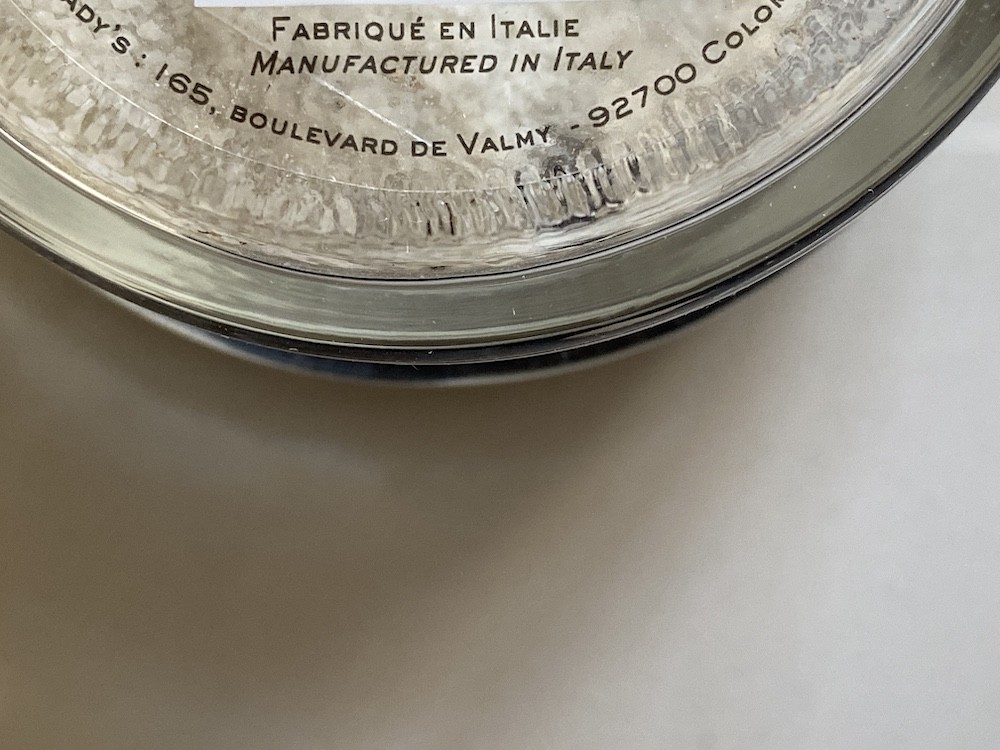 Fabriqué en Italie
Manufactured in Italy
165, boulevard de Valmy - 92700